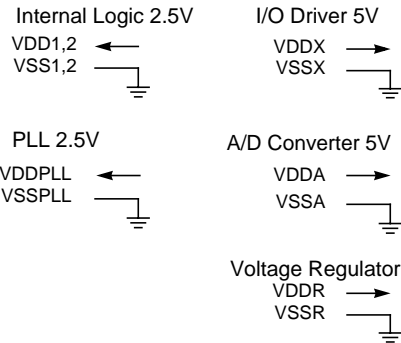 Internal Logic 2.5V
VDD1,2
VSS1,2
PLL 2.5V
VDDPLL
VSSPLL
I/O Driver 5V
VDDX
VSSX
A/D Converter 5V
VDDA
VSSA
Voltage Regulator
VDDR
VSSR